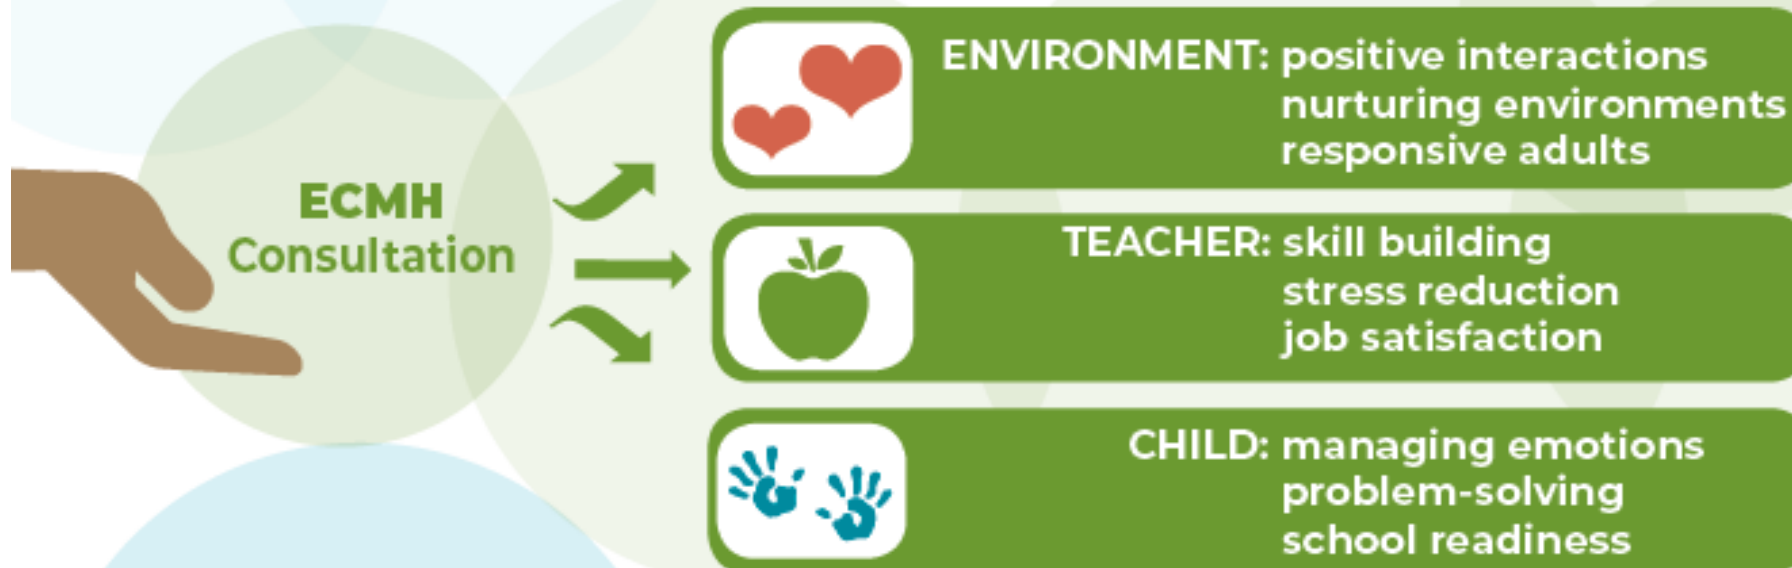 ECMH
Consultation
ENVIRONMENT: positive interactions
nurturing environments
responsive adults
TEACHER: skill building
stress reduction
job satisfaction
CHILD: managing emotions
problem-solving
school readiness